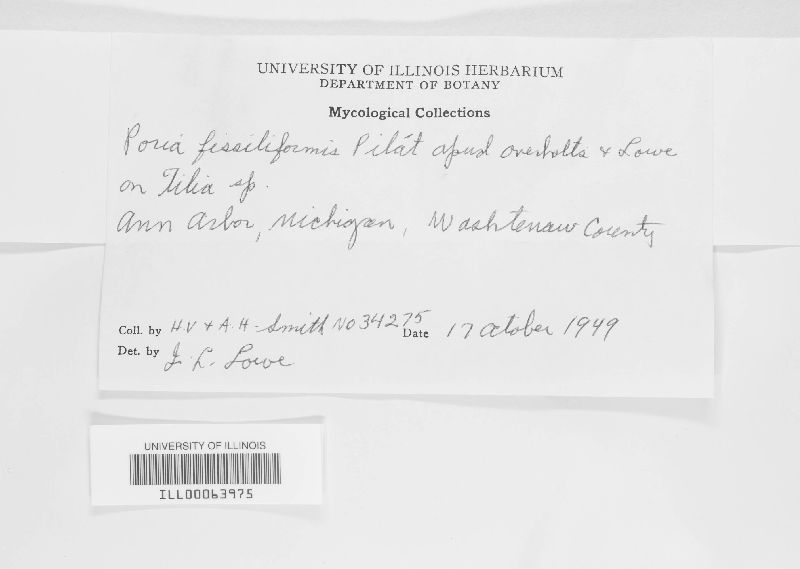 UNIVERSITY OF ILLINOIS HERBARIUM
DEPARTMENT OF BOTANY
Mycological Collections
Poria fissiliformis Pilát apud overholts & Lowe
on Tilia sp.
Ann Arbor, Michigan, Washtenaw County
Coll. by H.V & A.H. Smith No 34275 Date 17 October 1949
Det. by J. L. Lowe
UNIVERSITY OF ILLINOIS
ILL00063975